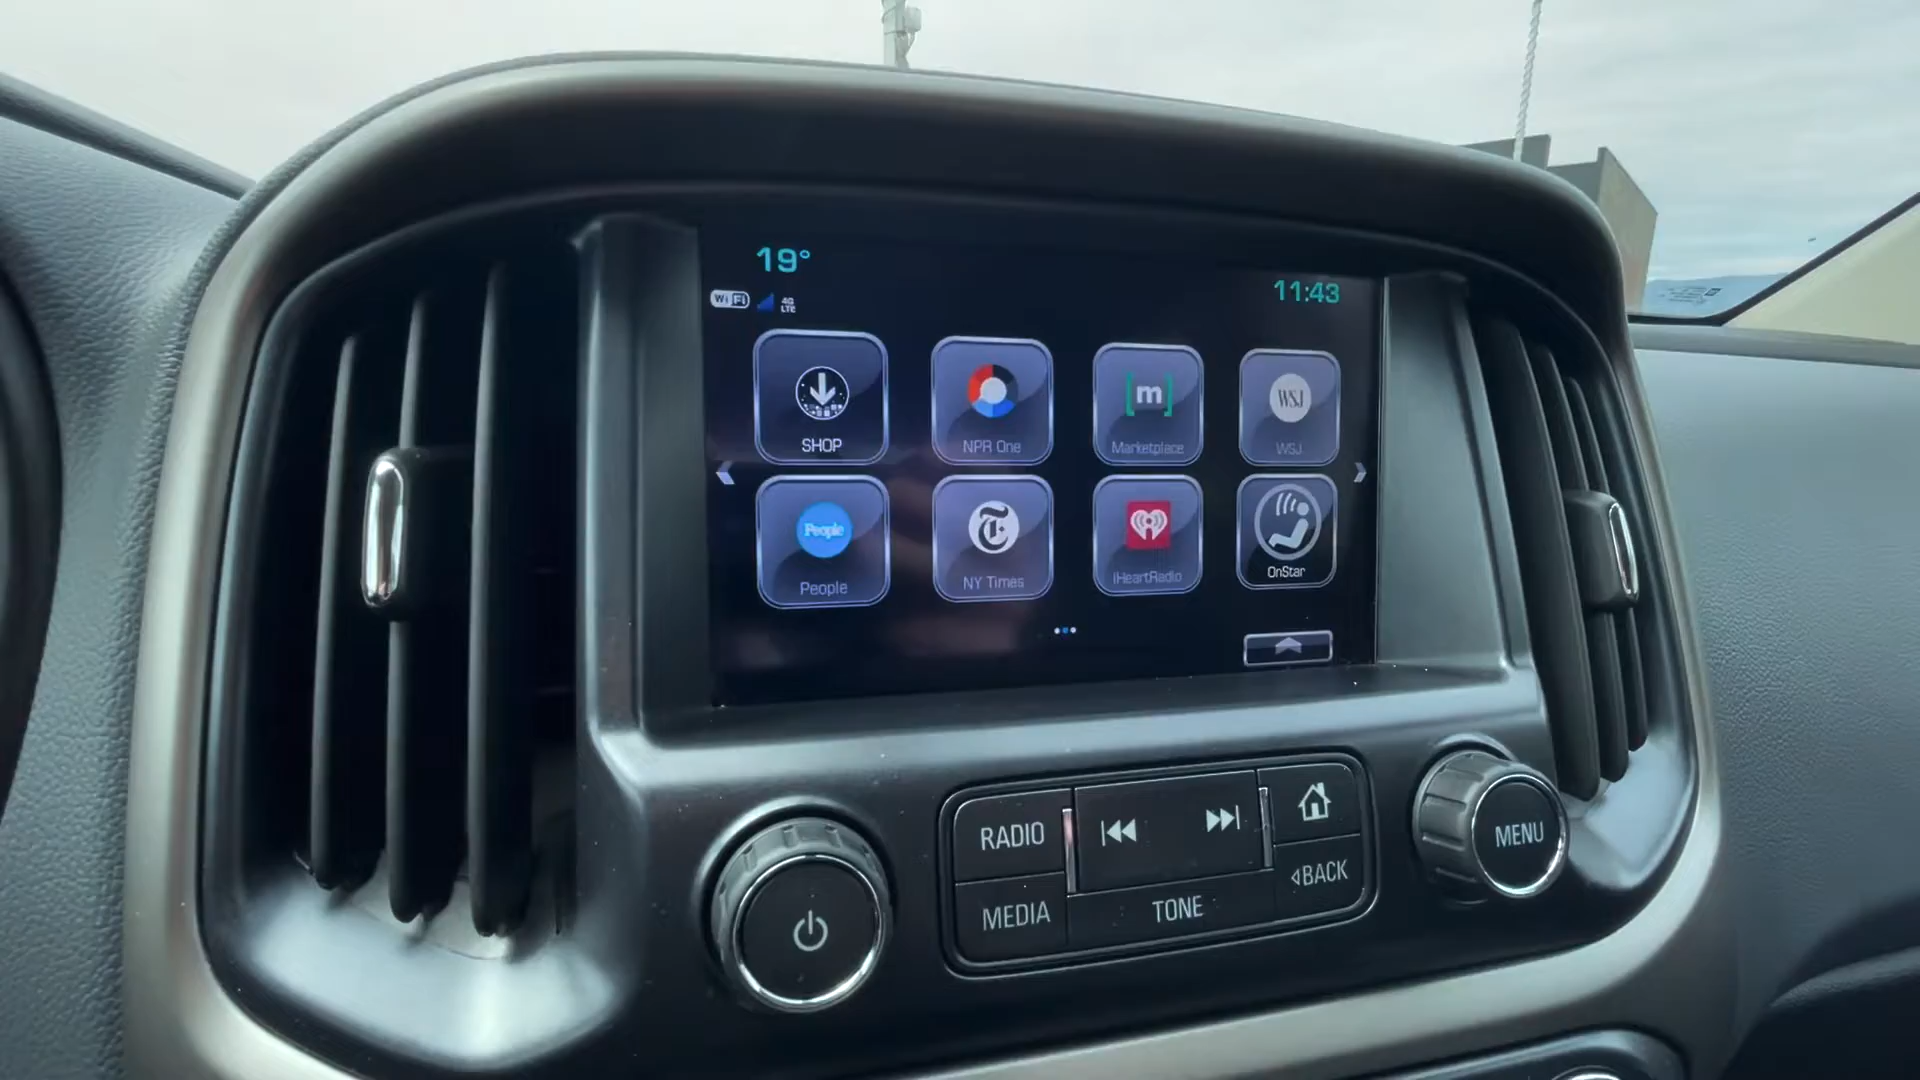 19°
11:43
WiFi 4G LTE
SHOP
NPR One
[m]
Marketplace
WSJ
WSJ
People
People
T
NY Times
iHeartRadio
OnStar
RADIO
MEDIA
TONE
BACK
MENU